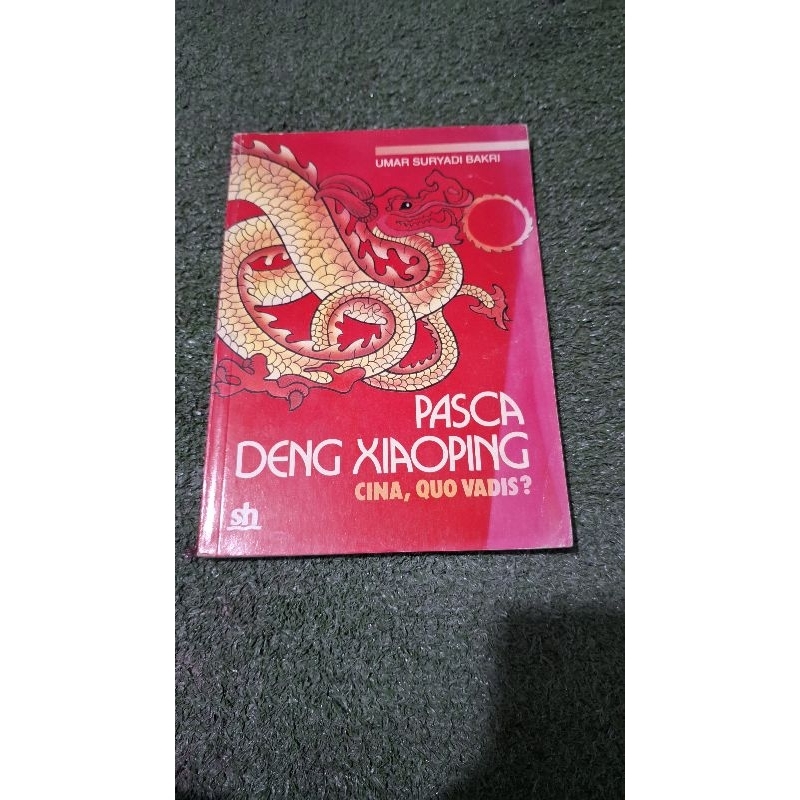 UMAR SURYADI BAKRI
PASCA
DENG XIAOPING
CINA, QUO VADIS?
sh